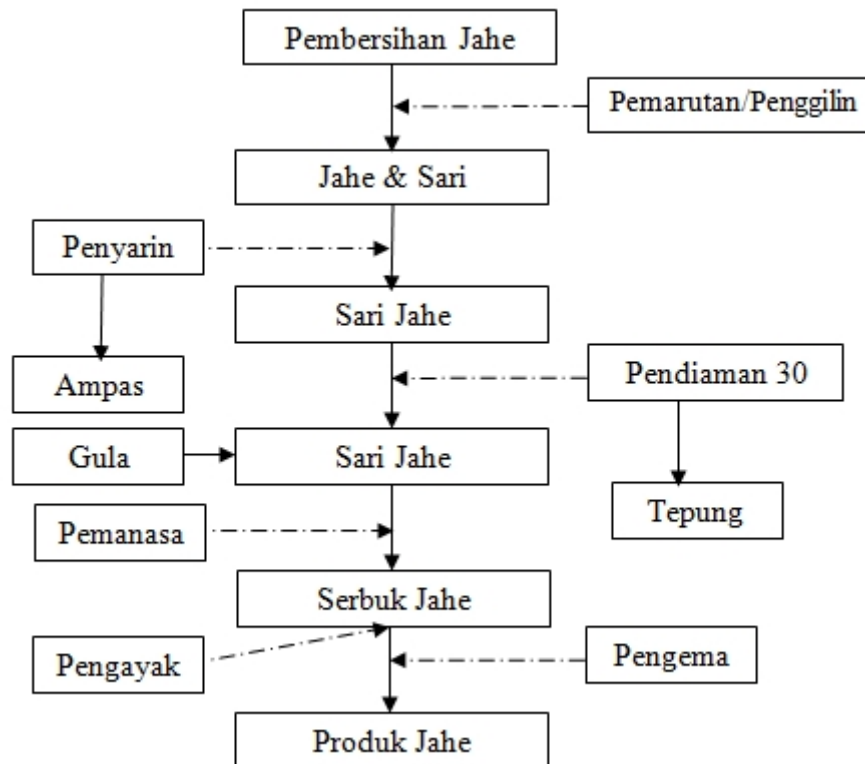 Pembersihan Jahe
Pemarutan/Penggilin
Jahe & Sari
Penyarin
Sari Jahe
Ampas
Pendiaman 30
Gula
Sari Jahe
Tepung
Pemanasa
Serbuk Jahe
Pengayak
Pengema
Produk Jahe